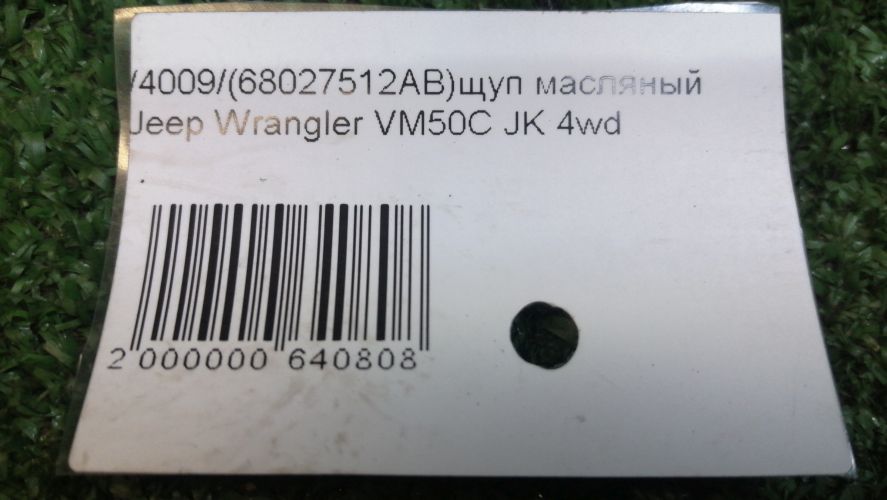 /4009/(68027512AB)щуп масляный
Jeep Wrangler VM50C JK 4wd
2 000000 640808